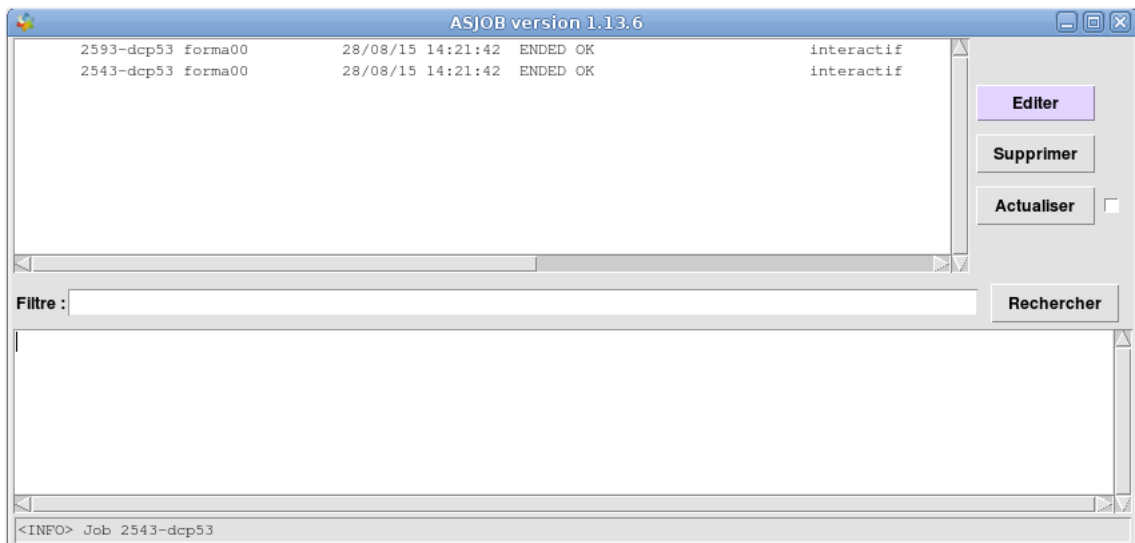 ASJOB version 1.13.6
2593-dcp53 forma00 28/08/15 14:21:42 ENDED OK interactif
2543-dcp53 forma00 28/08/15 14:21:42 ENDED OK interactif
Editer
Supprimer
Actualiser
Filtre :
Rechercher
<INFO> Job 2543-dcp53